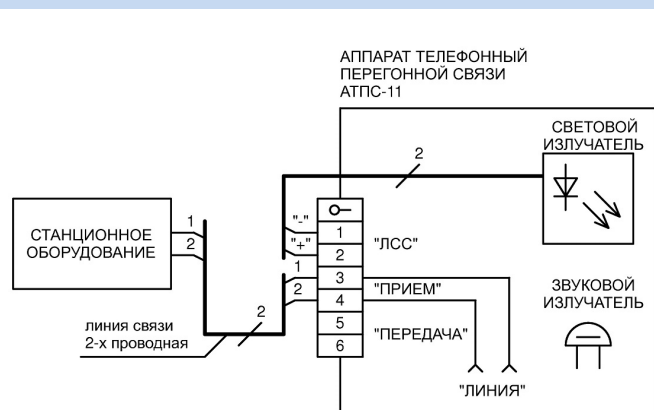 АППАРАТ ТЕЛЕФОННЫЙ
ПЕРЕГОННОЙ СВЯЗИ
АТПС-11
СВЕТОВОЙ
ИЗЛУЧАТЕЛЬ
2
СТАНЦИОННОЕ
ОБОРУДОВАНИЕ
1
2
"-"
"+"
1
2
1
2
3
4
5
6
"ЛСС"
"ПРИЕМ"
"ПЕРЕДАЧА"
ЗВУКОВОЙ
ИЗЛУЧАТЕЛЬ
2
линия связи
2-х проводная
"ЛИНИЯ"